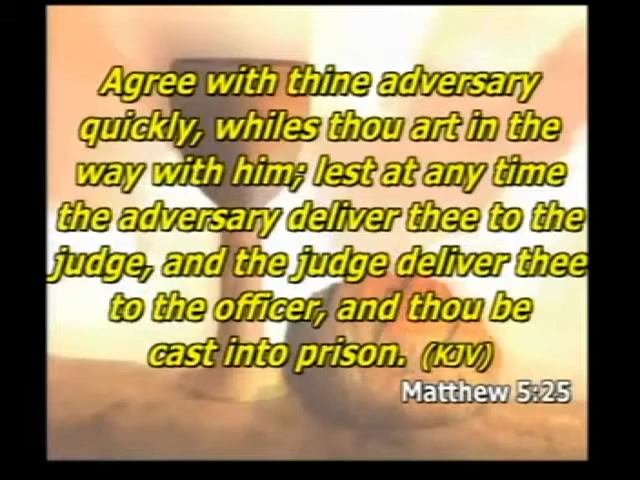 Agree with thine adversary
quickly, whiles thou art in the
way with him; lest at any time
the adversary deliver thee to the
judge, and the judge deliver thee
to the officer, and thou be
cast into prison. (KJV)
Matthew 5:25